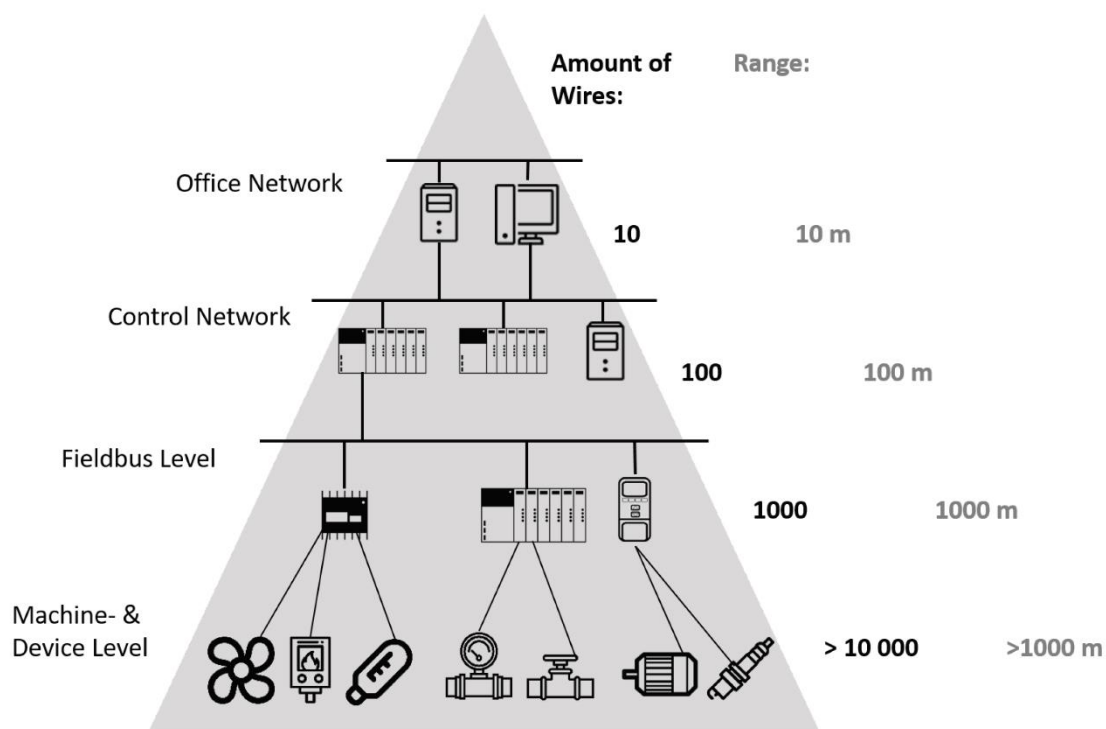 Amount of Wires: Range:
Office Network
10 10 m
Control Network
100 100 m
Fieldbus Level
1000 1000 m
Machine- &
Device Level
> 10 000 >1000 m